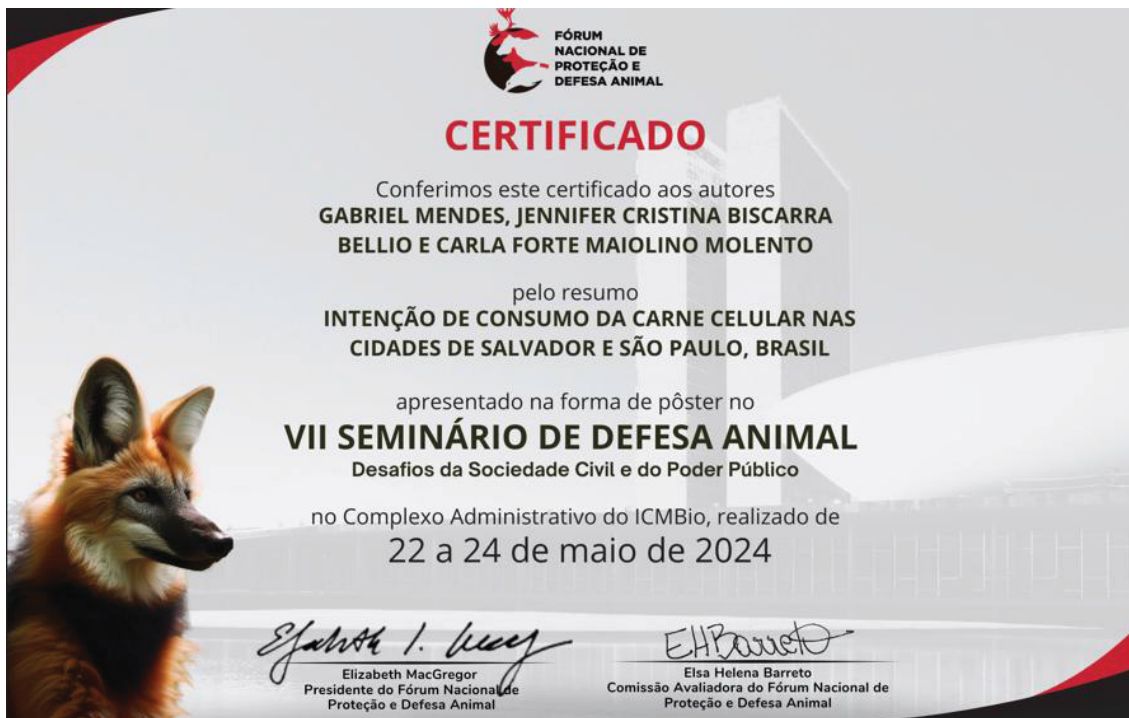 FÓRUM
NACIONAL DE
PROTEÇÃO E
DEFESA ANIMAL
CERTIFICADO
Conferimos este certificado aos autores
GABRIEL MENDES, JENNIFER CRISTINA BISCARRA
BELLIO E CARLA FORTE MAIOLINO MOLENTO
pelo resumo
INTENÇÃO DE CONSUMO DA CARNE CELULAR NAS
CIDADES DE SALVADOR E SÃO PAULO, BRASIL
apresentado na forma de pôster no
VII SEMINÁRIO DE DEFESA ANIMAL
Desafios da Sociedade Civil e do Poder Público
no Complexo Administrativo do ICMBio, realizado de
22 a 24 de maio de 2024
EHBarreto
Elizabeth MacGregor
Presidente do Fórum Nacional de
Proteção e Defesa Animal
Elsa Helena Barreto
Comissão Avaliadora do Fórum Nacional de
Proteção e Defesa Animal